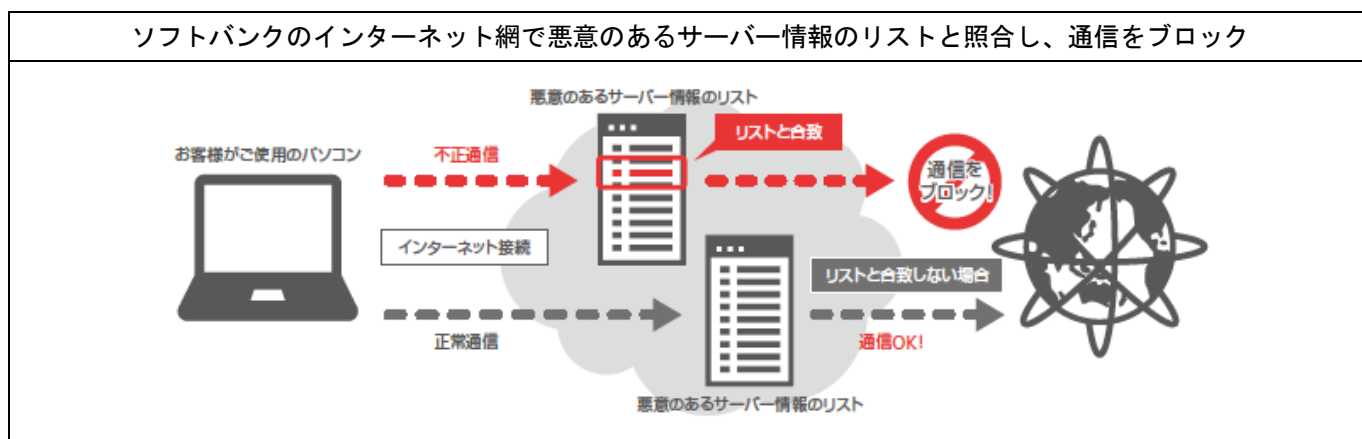 ソフトバンクのインターネット網で悪意のあるサーバー情報のリストと照合し、通信をブロック
悪意のあるサーバー情報のリスト
リストと合致
お客様がご使用のパソコン
不正通信
通信を
ブロック!
インターネット接続
リストと合致しない場合
正常通信
通信OK!
悪意のあるサーバー情報のリスト